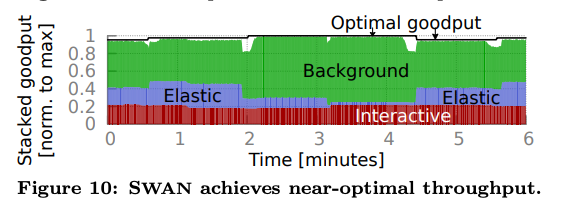 Optimal goodput
Stacked goodput
[norm. to max]
1
0.8
0.6
0.4
0.2
0
Background
Elastic
Elastic
Interactive
0 1 2 3 4 5 6
Time [minutes]
Figure 10: SWAN achieves near-optimal throughput.